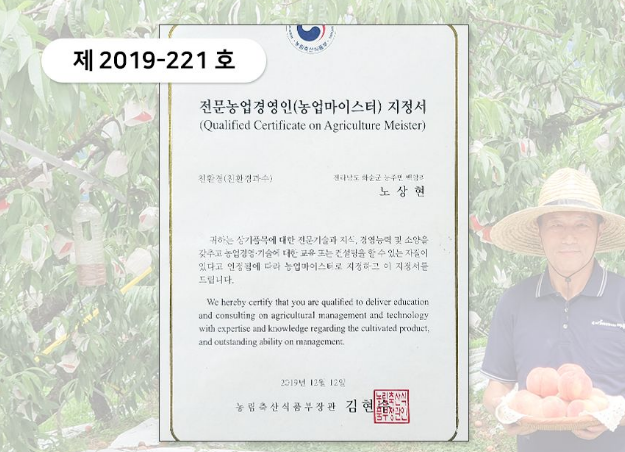 제 2019-221 호
농림축산식품부
전문농업경영인(농업마이스터) 지정서
(Qualified Certificate on Agriculture Meister)
친환경(친환경과수)
전라남도 화순군 능주면
노 상 현
귀하는 상기품목에 대한 전문기술과 지식, 경영능력 및 소양을
갖추고 농업경영·기술에 대한 교육 또는 컨설팅을 할 수 있는 자질이
있다고 인정됨에 따라 농업마이스터로 지정하고 이 지정서를
드립니다.
We hereby certify that you are qualified to deliver education
and consulting on agricultural management and technology
with expertise and knowledge regarding the cultivated product,
and outstanding ability on management.
2019년 12월 12일
농림축산식품부장관 김 현
농림축산식
품부장관인